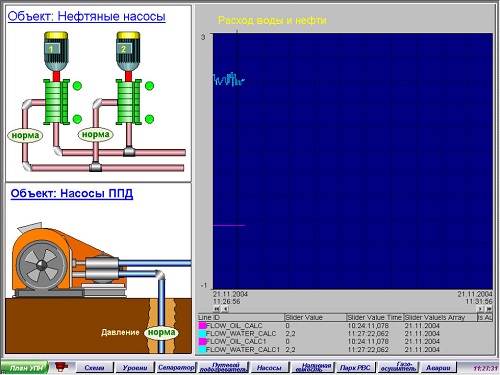 Объект: Нефтяные насосы
1
2
норма
норма
Объект: Насосы ППД
Давление
норма
Расход воды и нефти
3
-1
21.11.2004
11:26:56
21.11.2004
11:31:56
Line ID Slider Value Slider Value Time Slider Values Array Is AL
FLOW_OIL_CALC 0 10:24:11,078 21.11.2004
FLOW_WATER_CALC 2,2 11:27:22,062 21.11.2004
FLOW_OIL_CALC1 0 10:24:11,078 21.11.2004
FLOW_WATER_CALC1 2,2 11:27:22,062 21.11.2004
План УПН
Схема
Уровни
Сепаратор
Путевой
подогреватель
Насосы
Наливная
емкость
Парк РВС
Газо-
осушитель
Аварии
11:27:31